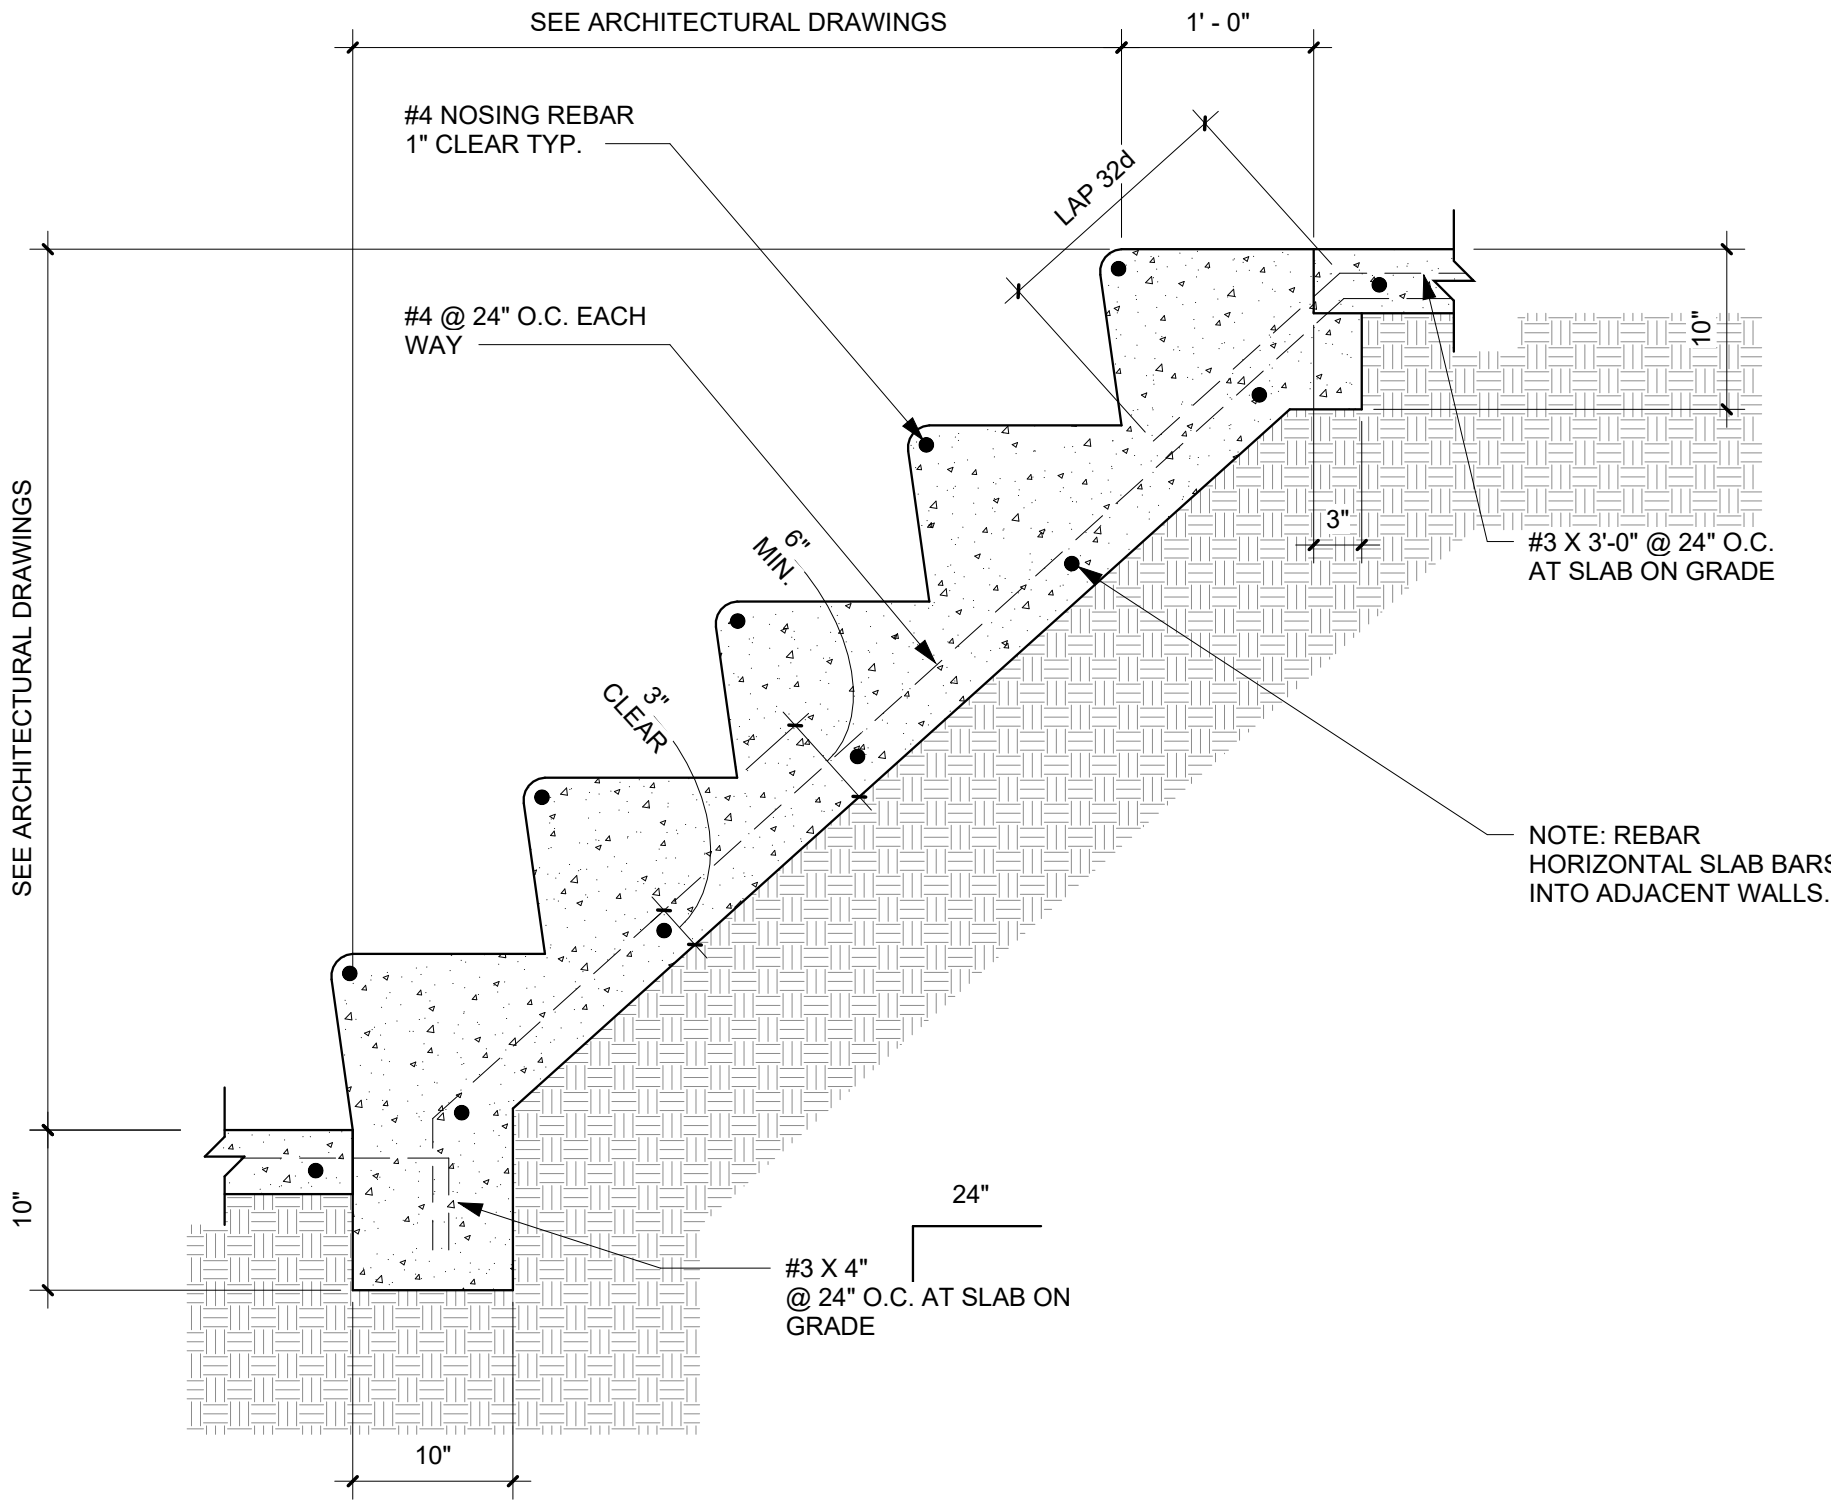 SEE ARCHITECTURAL DRAWINGS
1' - 0"
#4 NOSING REBAR
1" CLEAR TYP.
LAP 32d
#4 @ 24" O.C. EACH
WAY
10"
SEE ARCHITECTURAL DRAWINGS
6"
MIN.
3"
#3 X 3'-0" @ 24" O.C.
AT SLAB ON GRADE
3"
CLEAR
NOTE: REBAR
HORIZONTAL SLAB BARS
INTO ADJACENT WALLS.
10"
24"
#3 X 4"
@ 24" O.C. AT SLAB ON
GRADE
10"